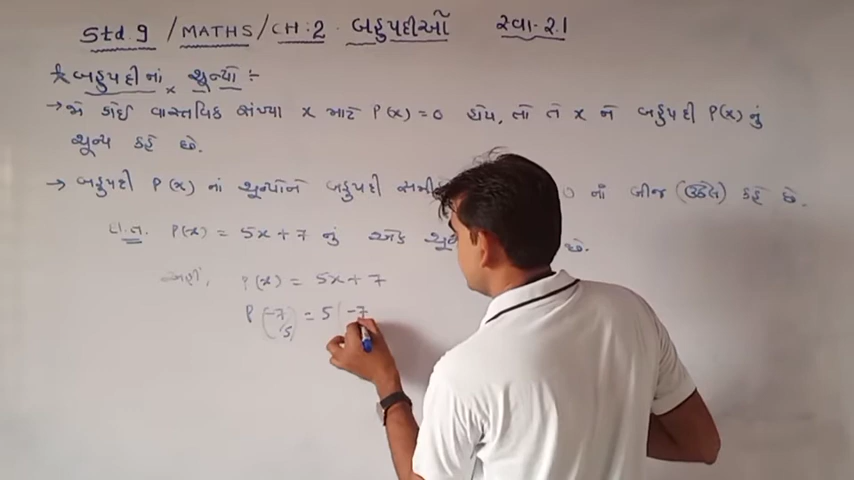 Std. 9 / MATHS / CH: 2. બહુપદીઓ સ્વા-2.1
* બહુપદીનાં શૂન્યો :-
→ જો કોઈ વાસ્તવિક સંખ્યા x માટે P(x) = 0 હોય, તો તે x ને બહુપદી P(x) નું
શૂન્ય કહે છે.
→ બહુપદી P(x) નાં શૂન્યોને બહુપદી 0 નાં બીજ (ઉકેલ) કહે છે.
દા.ત. P(x) = 5x + 7 નું એક છે.
અહીં, P(x) = 5x + 7
P(-7/5) = 5(-7